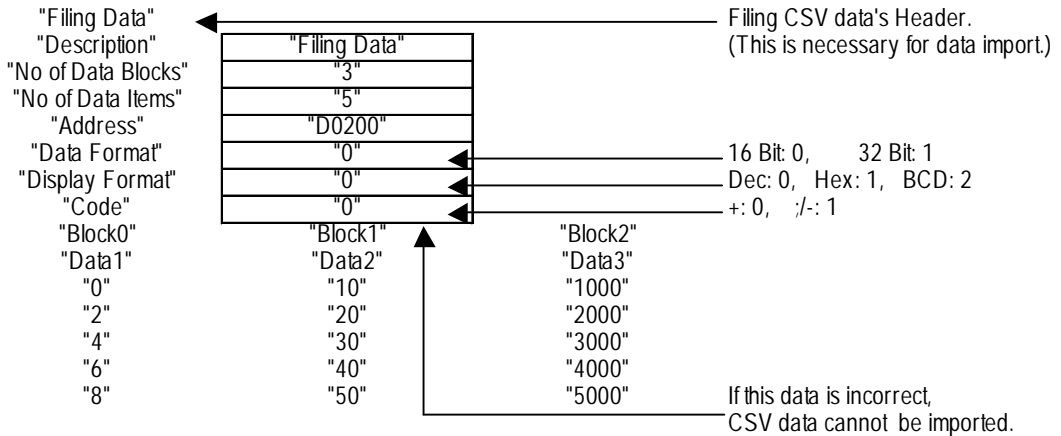 "Filing Data" Filing CSV data's Header.
"Description" "Filing Data" (This is necessary for data import.)
"No of Data Blocks" "3"
"No of Data Items" "5"
"Address" "D0200"
"Data Format" "0" 16 Bit: 0, 32 Bit: 1
"Display Format" "0" Dec: 0, Hex: 1, BCD: 2
"Code" "0" +: 0, ;/-: 1
"Block0" "Block1" "Block2"
"Data1" "Data2" "Data3"
"0" "10" "1000"
"2" "20" "2000"
"4" "30" "3000"
"6" "40" "4000"
"8" "50" "5000" If this data is incorrect,
CSV data cannot be imported.